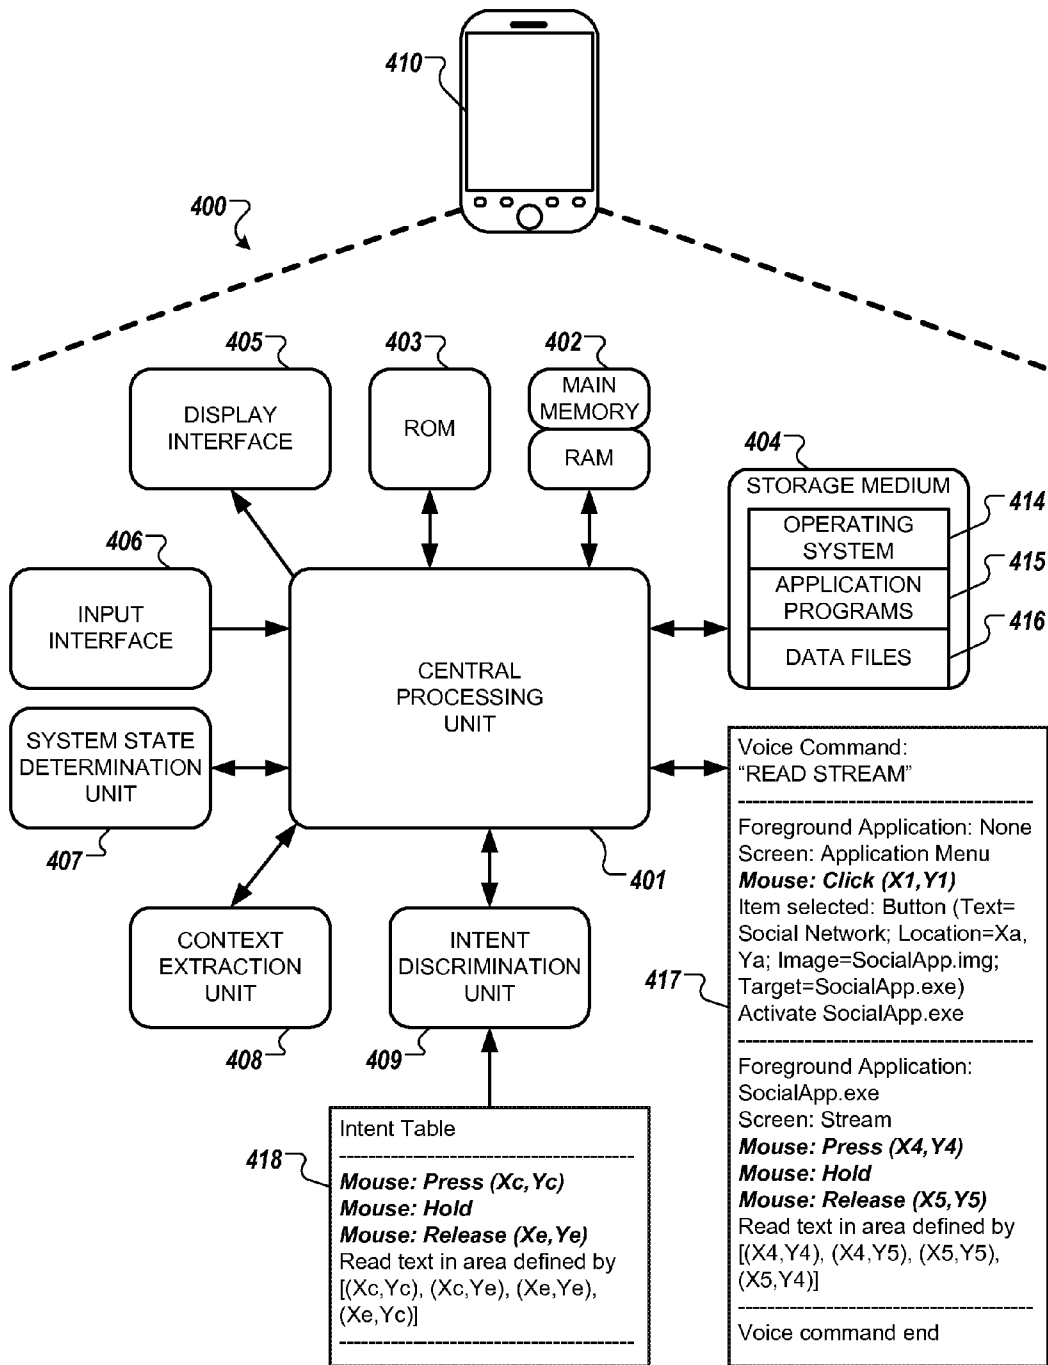 410
400
405
403
402
DISPLAY
INTERFACE
ROM
MAIN
MEMORY
RAM
404
STORAGE MEDIUM
OPERATING
SYSTEM
414
APPLICATION
PROGRAMS
415
DATA FILES
416
406
INPUT
INTERFACE
CENTRAL
PROCESSING
UNIT
401
SYSTEM STATE
DETERMINATION
UNIT
407
CONTEXT
EXTRACTION
UNIT
408
INTENT
DISCRIMINATION
UNIT
409
417
Voice Command:
“READ STREAM”
----------------------------------------
Foreground Application: None
Screen: Application Menu
Mouse: Click (X1,Y1)
Item selected: Button (Text=
Social Network; Location=Xa,
Ya; Image=SocialApp.img;
Target=SocialApp.exe)
Activate SocialApp.exe
----------------------------------------
Foreground Application:
SocialApp.exe
Screen: Stream
Mouse: Press (X4,Y4)
Mouse: Hold
Mouse: Release (X5,Y5)
Read text in area defined by
[(X4,Y4), (X4,Y5), (X5,Y5),
(X5,Y4)]
----------------------------------------
Voice command end
418
Intent Table
----------------------------------------
Mouse: Press (Xc,Yc)
Mouse: Hold
Mouse: Release (Xe,Ye)
Read text in area defined by
[(Xc,Yc), (Xc,Ye), (Xe,Ye),
(Xe,Yc)]
----------------------------------------